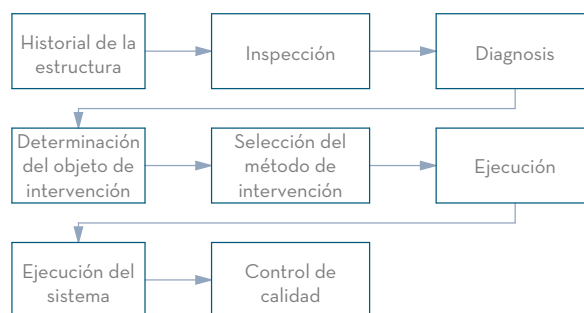 Historial de la
estructura
Inspección
Diagnosis
Determinación
del objeto de
intervención
Selección del
método de
intervención
Ejecución
Ejecución del
sistema
Control de
calidad